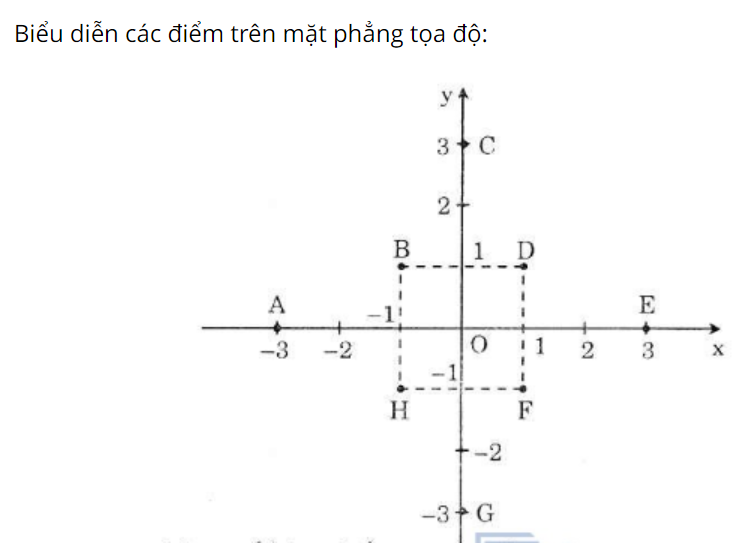 Biểu diễn các điểm trên mặt phẳng tọa độ:
y
3 C
2
B 1 D
A −1 E
−3 −2 O 1 2 3 x
−1
H F
−2
−3 G